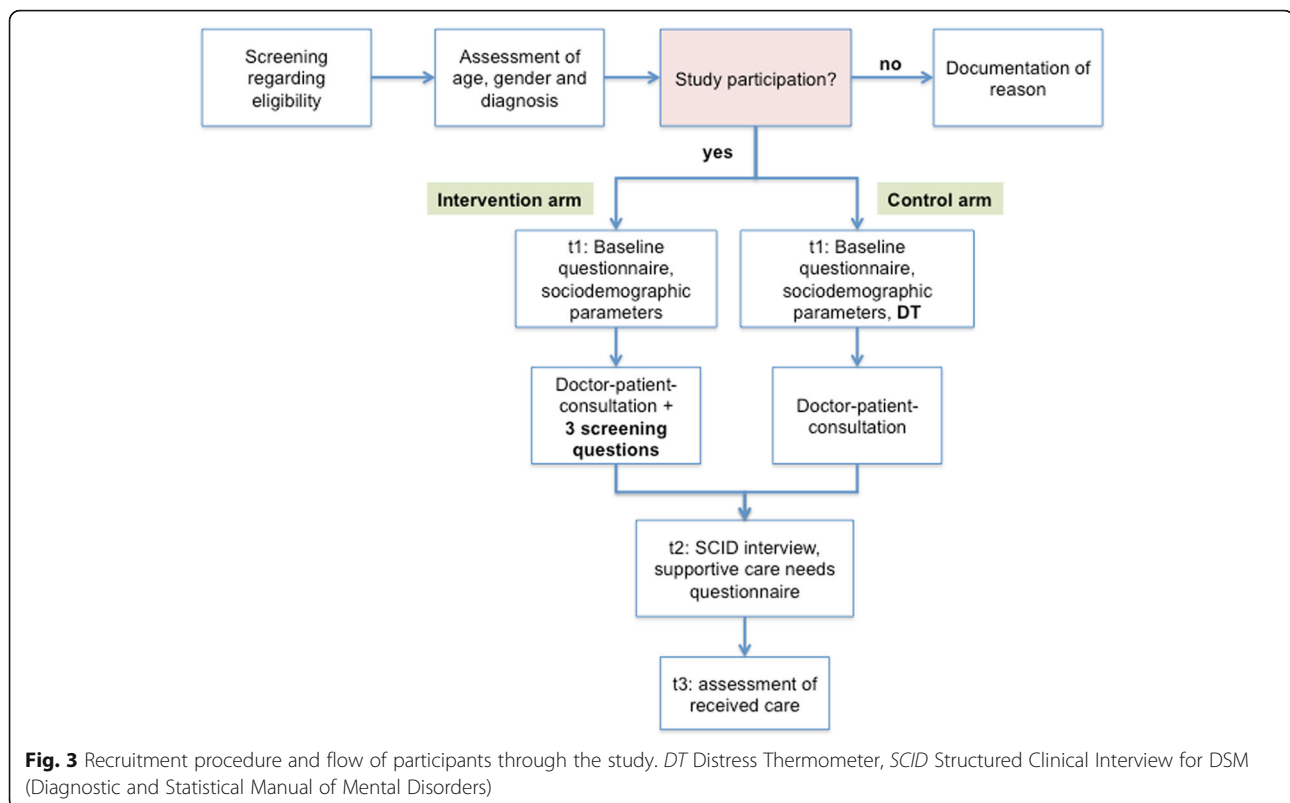 Screening
regarding
eligibility
Assessment of
age, gender and
diagnosis
Study participation?
no
Documentation of
reason
yes
Intervention arm
Control arm
t1: Baseline
questionnaire,
sociodemographic
parameters
t1: Baseline
questionnaire,
sociodemographic
parameters, DT
Doctor-patient-
consultation +
3 screening
questions
Doctor-patient-
consultation
t2: SCID interview,
supportive care needs
questionnaire
t3: assessment of
received care
Fig. 3 Recruitment procedure and flow of participants through the study. DT Distress Thermometer, SCID Structured Clinical Interview for DSM
(Diagnostic and Statistical Manual of Mental Disorders)